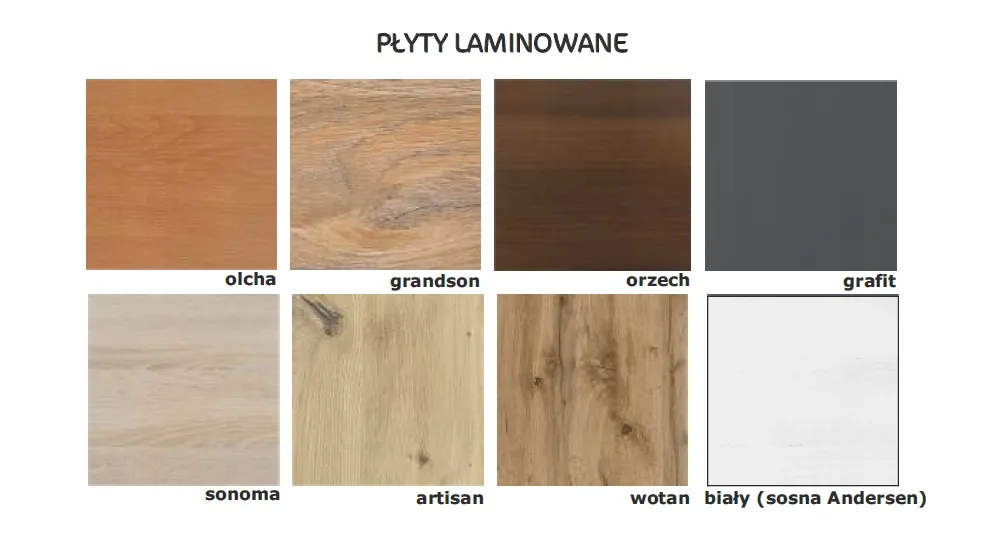 PŁYTY LAMINOWANE
olcha
grandson
orzech
grafit
sonoma
artisan
wotan
biały (sosna Andersen)